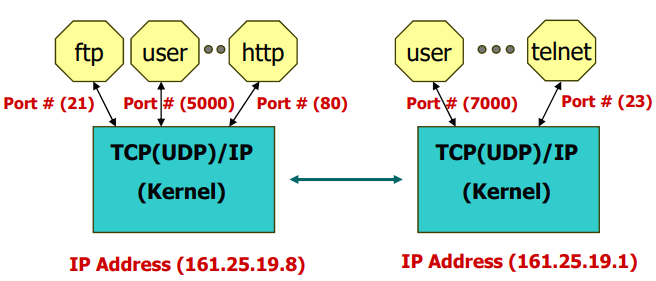 ftp user http user telnet
Port # (21) Port # (5000) Port # (80) Port # (7000) Port # (23)
TCP(UDP)/IP TCP(UDP)/IP
(Kernel) (Kernel)
IP Address (161.25.19.8) IP Address (161.25.19.1)